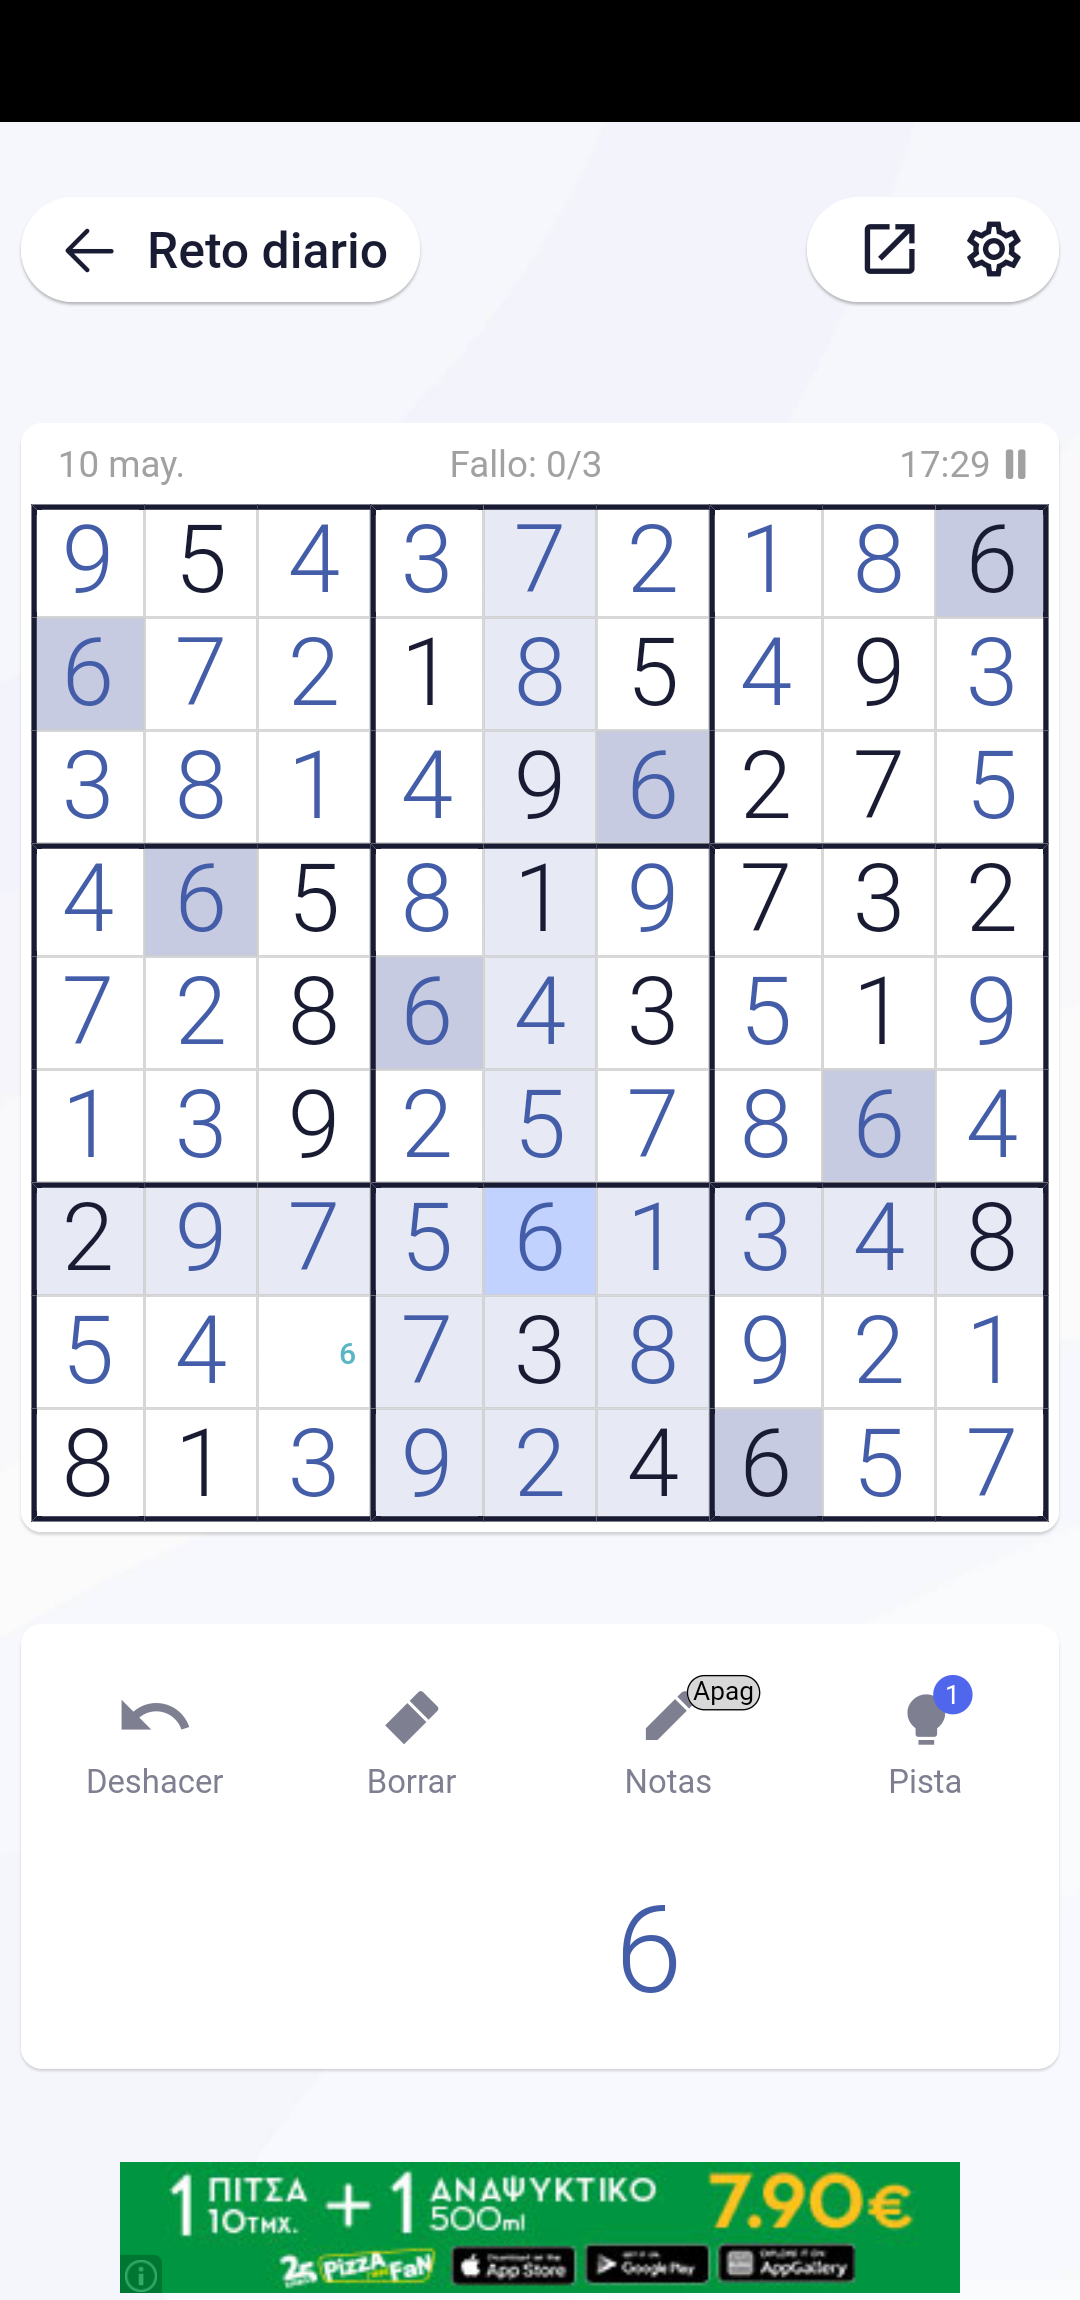 Reto diario
10 may. Fallo: 0/3 17:29
9 5 4 3 7 2 1 8 6
6 7 2 1 8 5 4 9 3
3 8 1 4 9 6 2 7 5
4 6 5 8 1 9 7 3 2
7 2 8 6 4 3 5 1 9
1 3 9 2 5 7 8 6 4
2 9 7 5 6 1 3 4 8
5 4 6 7 3 8 9 2 1
8 1 3 9 2 4 6 5 7
Apag 1
Deshacer Borrar Notas Pista
6
1 ΠΙΤΣΑ 10ΤΜΧ. + 1 ΑΝΑΨΥΚΤΙΚΟ 500ml 7.90€
25 PIZZA FAN App Store Google Play AppGallery